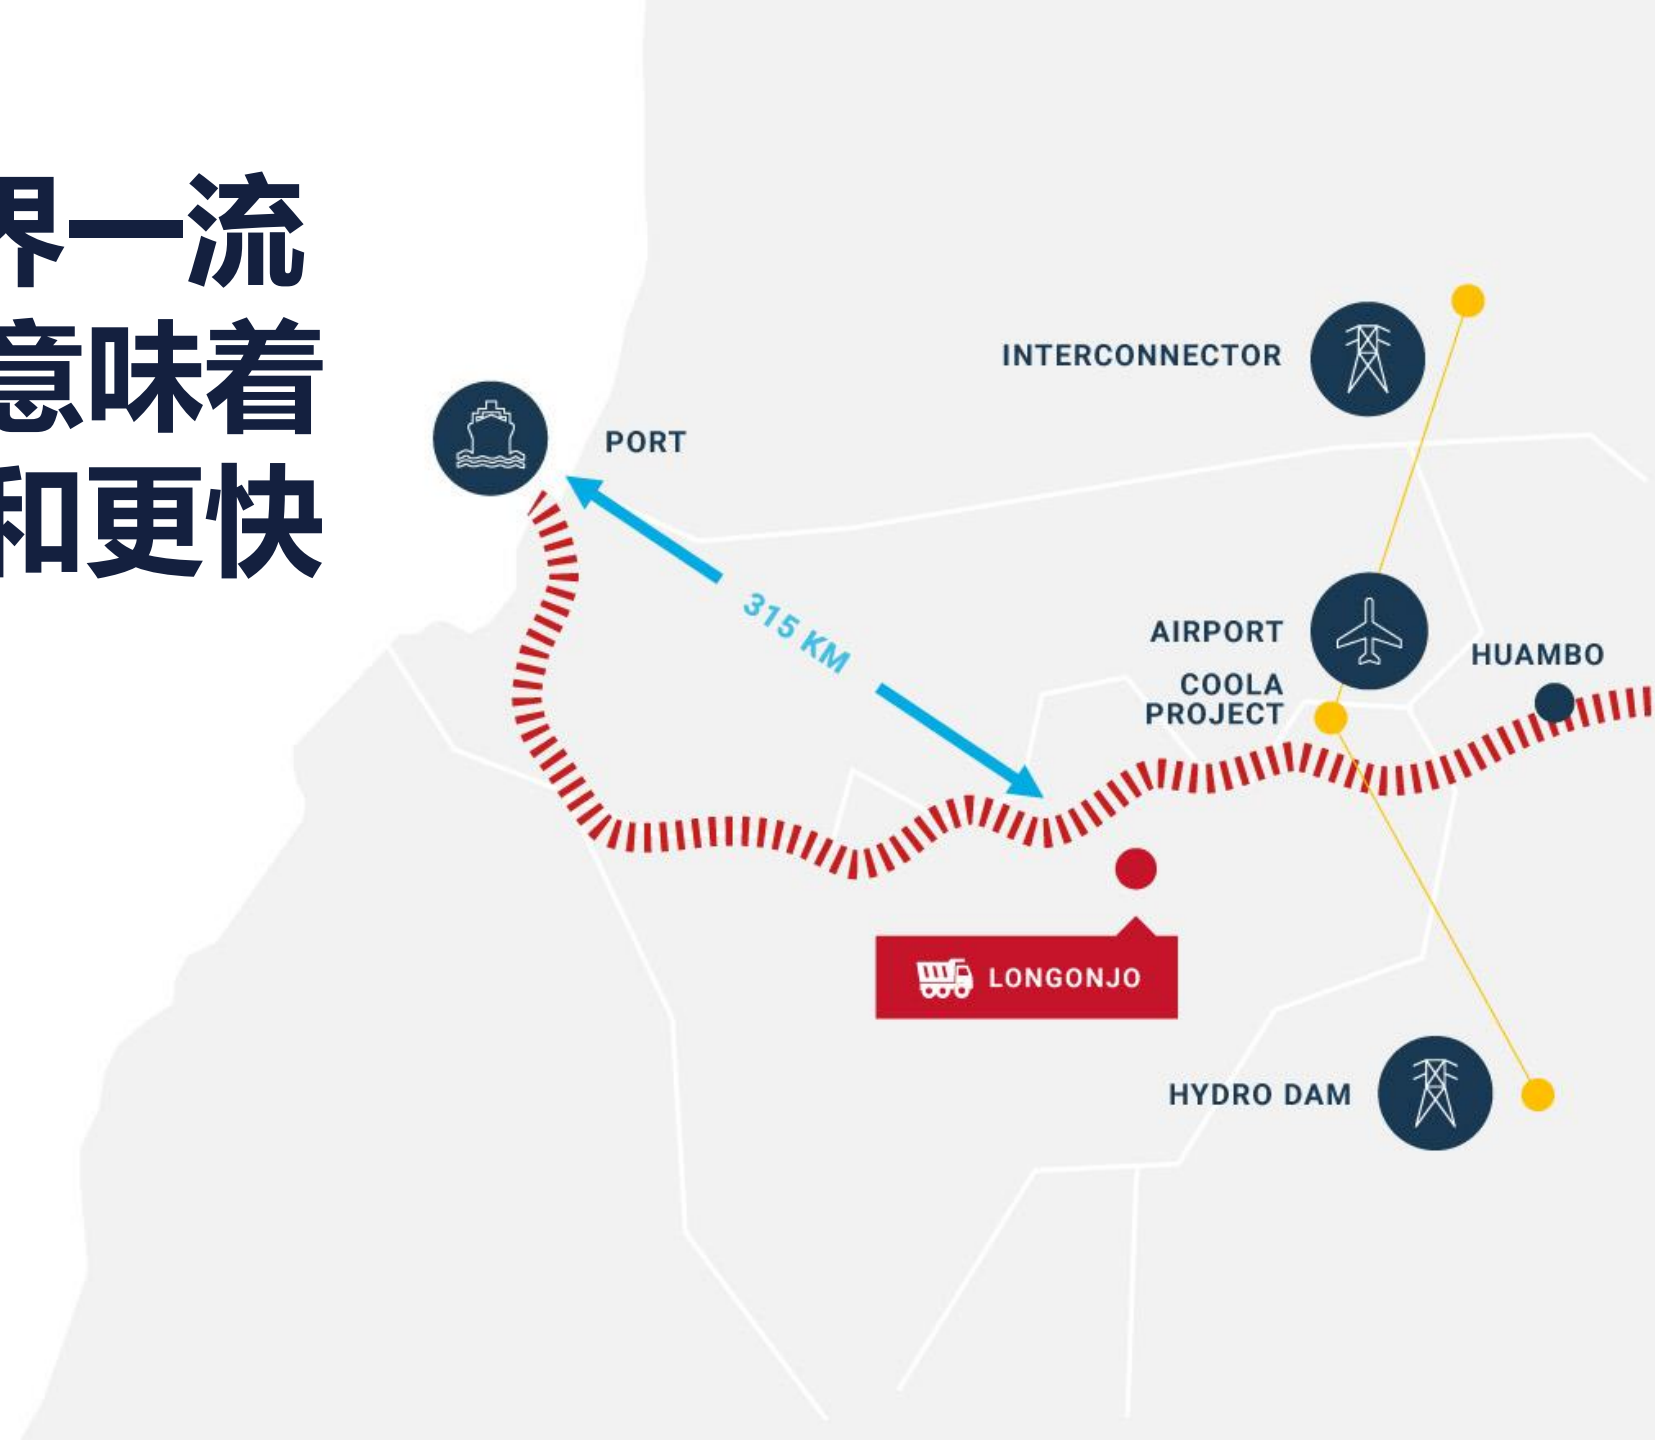 界一流
意味着
和更快
INTERCONNECTOR
PORT
315 KM
AIRPORT
HUAMBO
COOLA
PROJECT
LONGONJO
HYDRO DAM